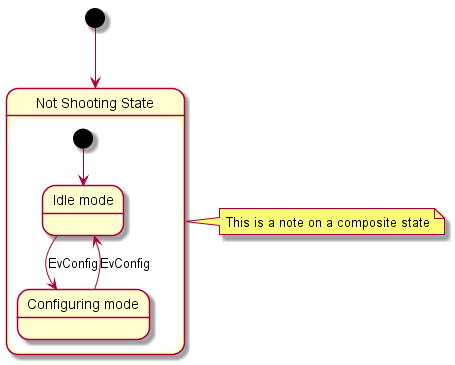 Not Shooting State
Idle mode
This is a note on a composite state
EvConfig
EvConfig
Configuring mode